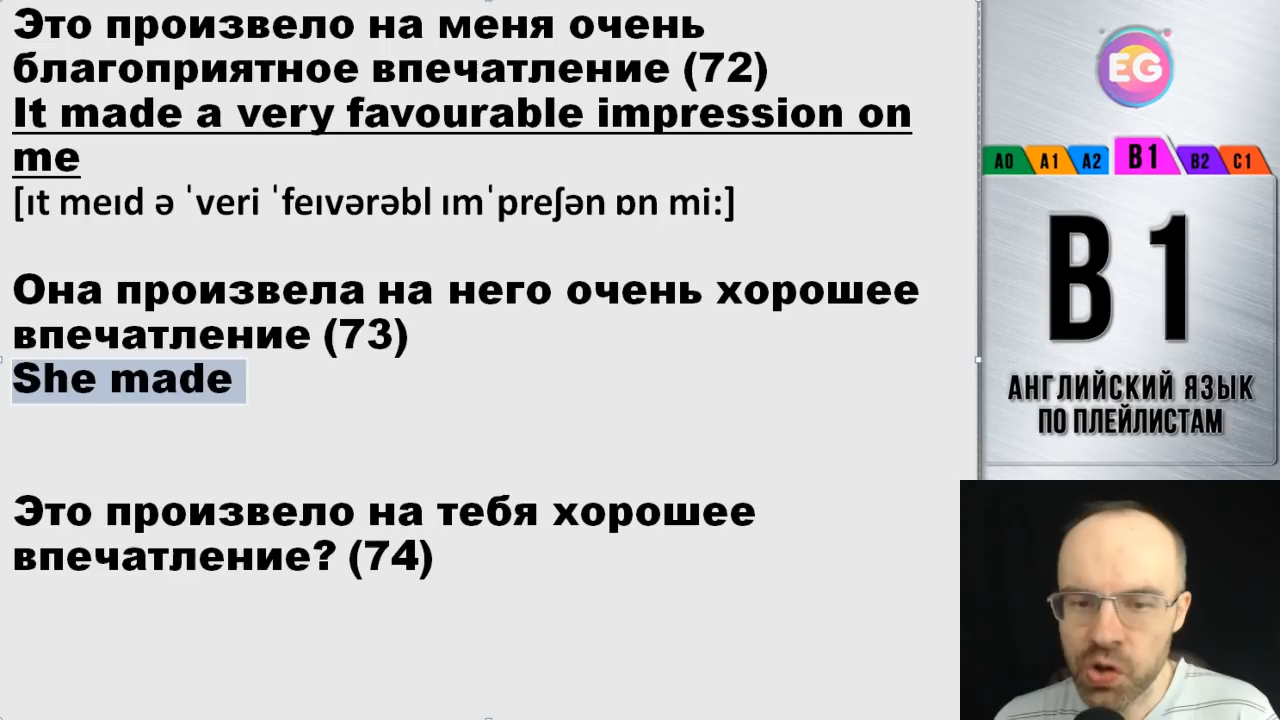 Это произвело на меня очень
благоприятное впечатление (72)
It made a very favourable impression on
me
[ɪt meɪd ə ˈveri ˈfeɪvərəbl ɪmˈpreʃən ɒn mi:]
Она произвела на него очень хорошее
впечатление (73)
She made
Это произвело на тебя хорошее
впечатление? (74)
EG
A0 A1 A2 B1 B2 C1
B1
АНГЛИЙСКИЙ ЯЗЫК
ПО ПЛЕЙЛИСТАМ